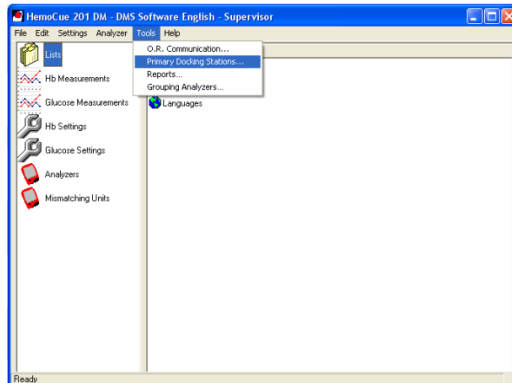 HemoCue 201 DM - DMS Software English - Supervisor
File Edit Settings Analyzer Tools Help
O.R. Communication...
Primary Docking Stations...
Reports...
Grouping Analyzers...
Lists
Hb Measurements
Glucose Measurements
Languages
Hb Settings
Glucose Settings
Analyzers
Mismatching Units
Ready